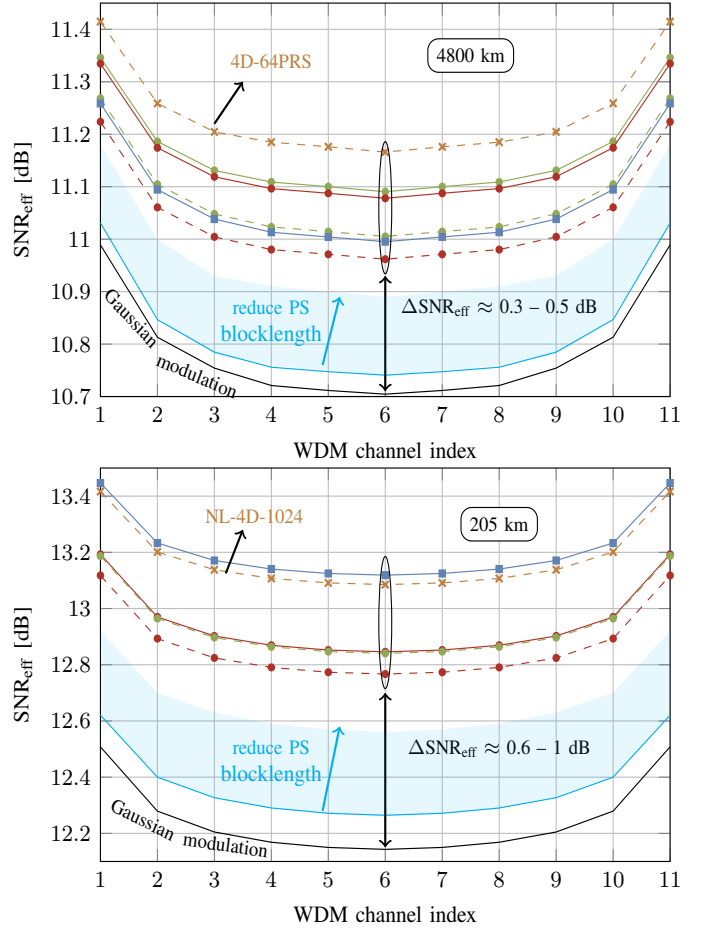 11.4
11.3
11.2
11.1
11
10.9
10.8
10.7
SNReff [dB]
4D-64PRS
4800 km
reduce PS
blocklength
ΔSNReff ≈ 0.3 – 0.5 dB
Gaussian modulation
1 2 3 4 5 6 7 8 9 10 11
WDM channel index
13.4
13.2
13
12.8
12.6
12.4
12.2
SNReff [dB]
NL-4D-1024
205 km
reduce PS
blocklength
ΔSNReff ≈ 0.6 – 1 dB
Gaussian modulation
1 2 3 4 5 6 7 8 9 10 11
WDM channel index